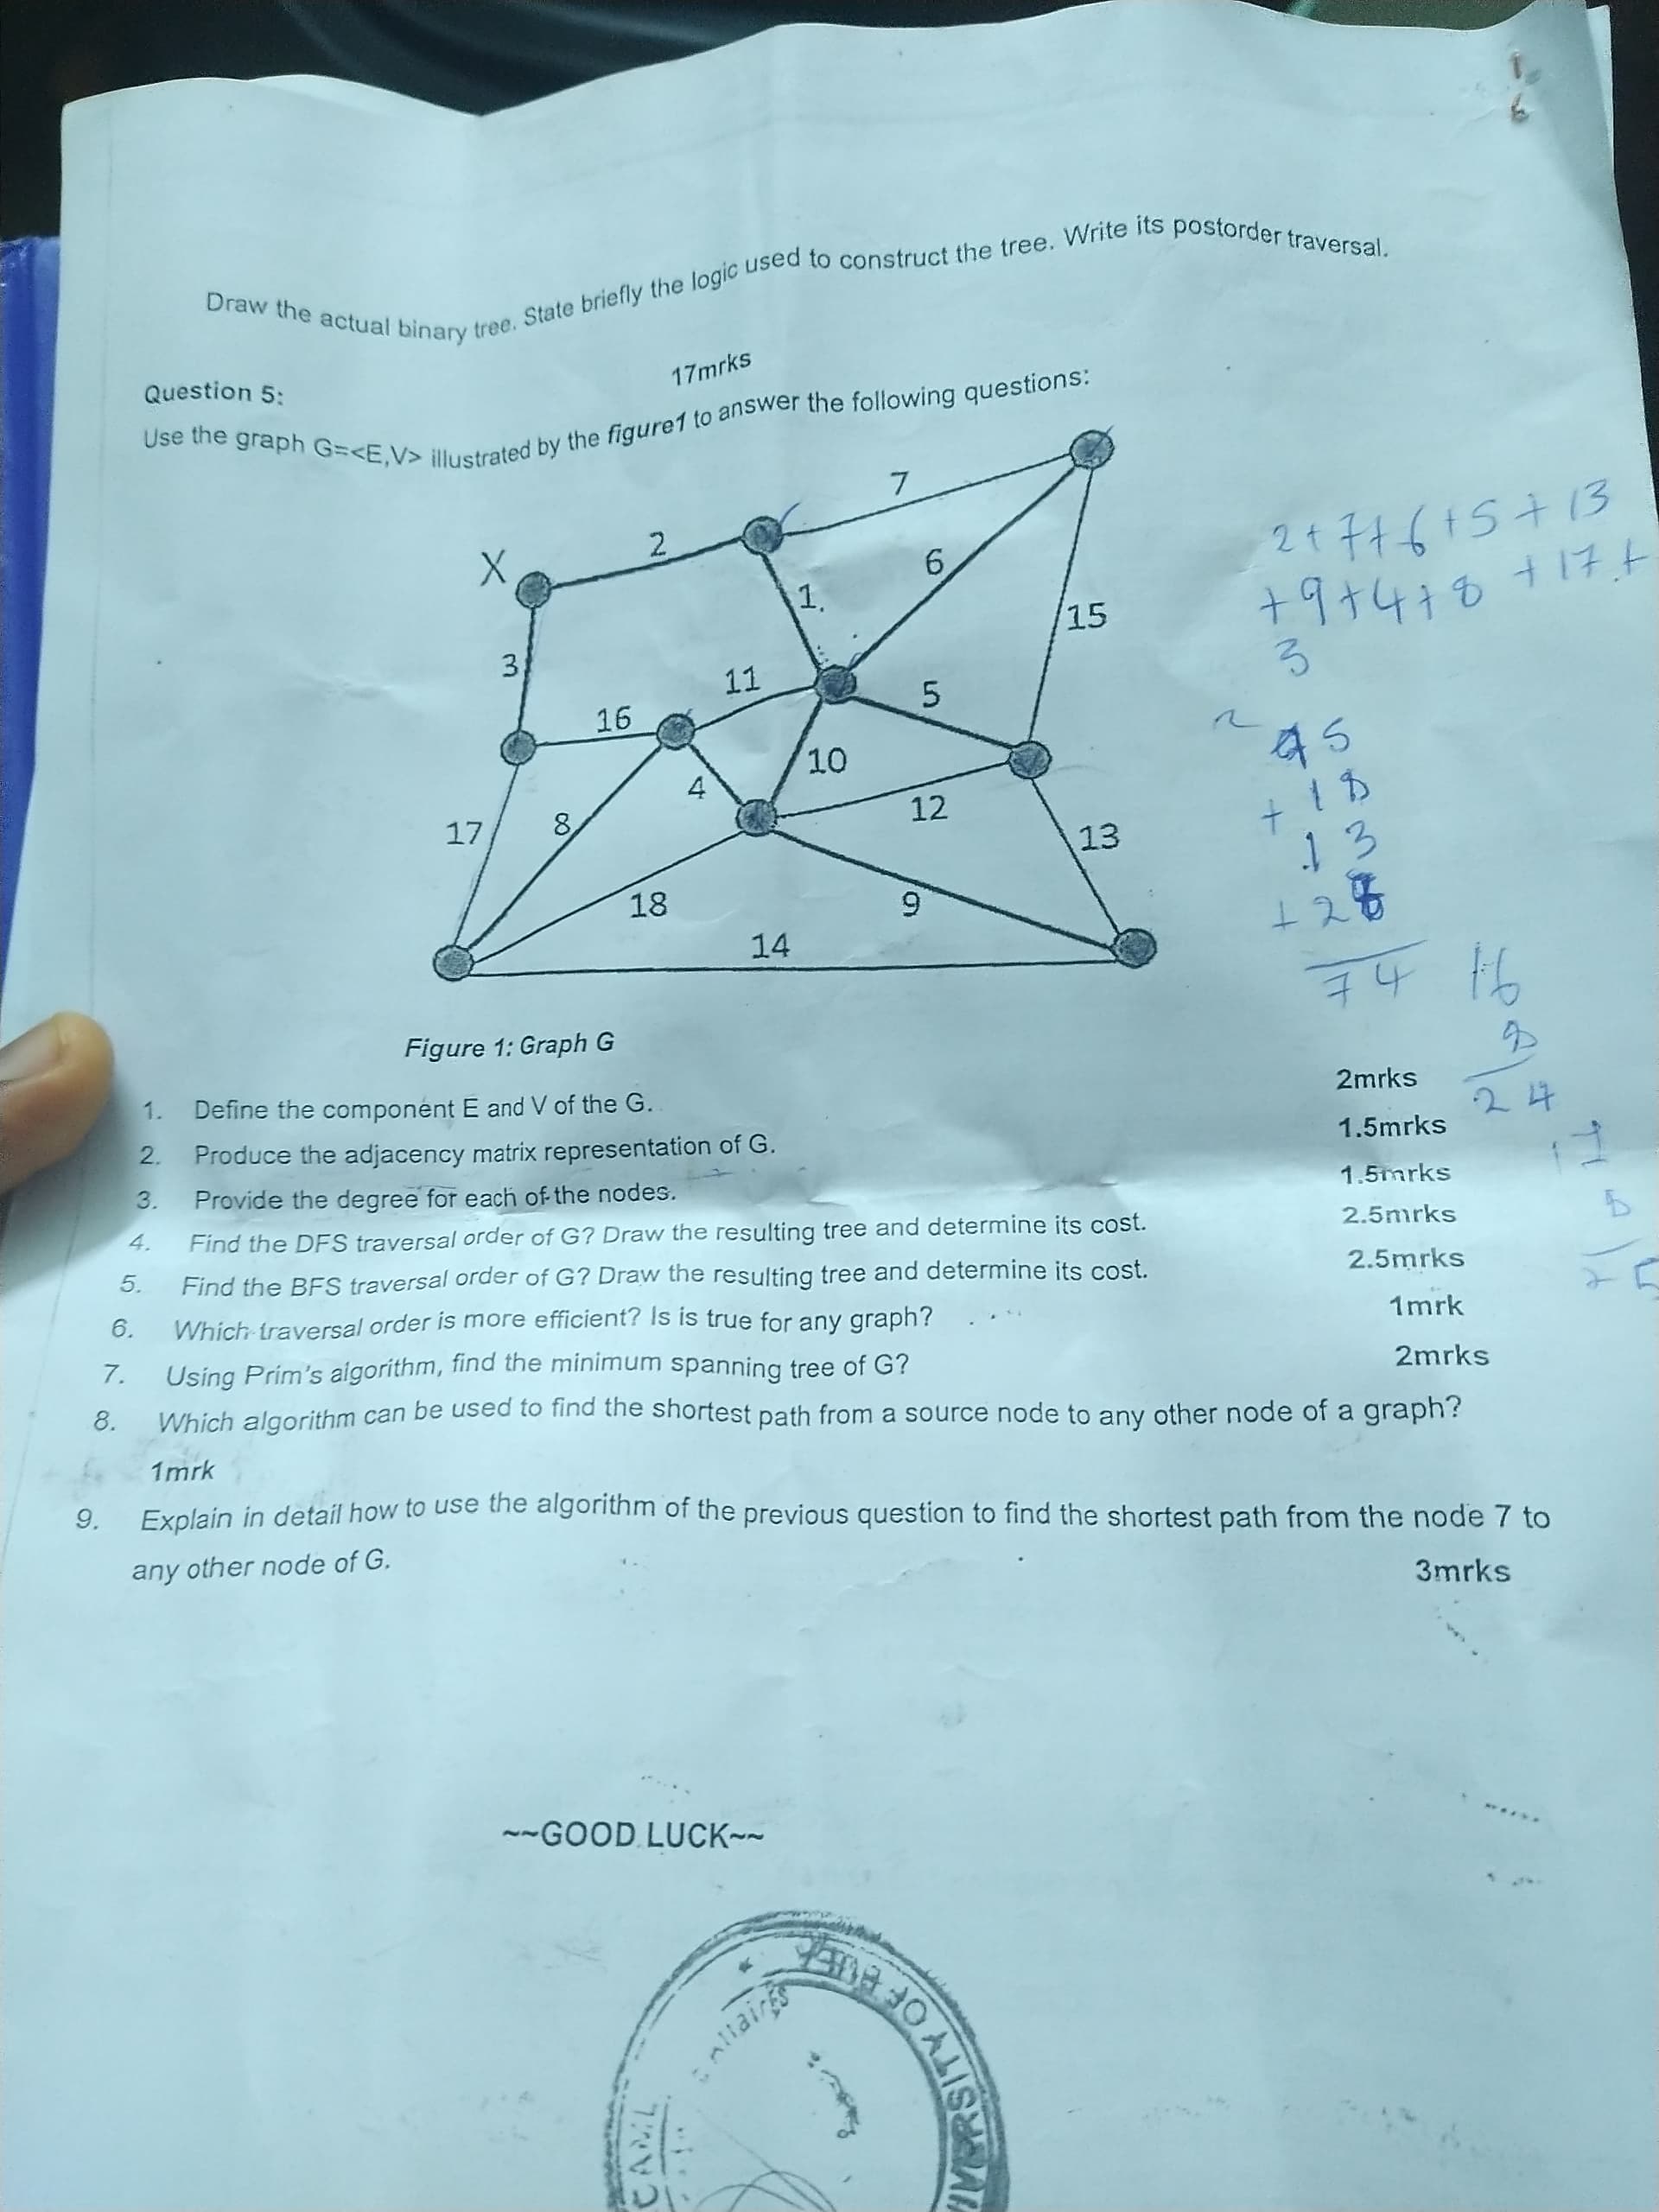 1
6
Draw the actual binary tree. State briefly the logic used to construct the tree. Write its postorder traversal.
17mrks
Question 5:
Use the graph G=<E,V> illustrated by the figure1 to answer the following questions:
7
2
X
6
1
15
3
11
5
16
10
4
12
17
8
13
18
9
14
2+7+6+5+13
+9+4+8+17+
3
+18
13
74
16
8
24
Figure 1: Graph G
1. Define the component E and V of the G. 2mrks
2. Produce the adjacency matrix representation of G. 1.5mrks
3. Provide the degree for each of the nodes. 1.5mrks
4. Find the DFS traversal order of G? Draw the resulting tree and determine its cost. 2.5mrks
5. Find the BFS traversal order of G? Draw the resulting tree and determine its cost. 2.5mrks
6. Which traversal order is more efficient? Is is true for any graph? 1mrk
7. Using Prim's algorithm, find the minimum spanning tree of G? 2mrks
8. Which algorithm can be used to find the shortest path from a source node to any other node of a graph?
1mrk
9. Explain in detail how to use the algorithm of the previous question to find the shortest path from the node 7 to
any other node of G. 3mrks
~~GOOD LUCK~~
OF